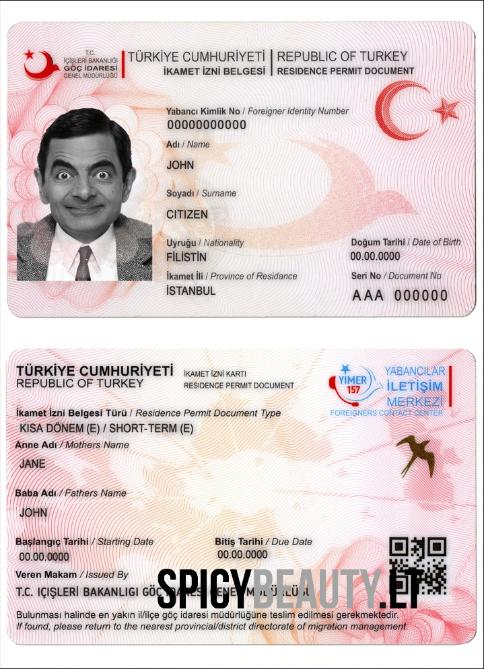 T.C.
İÇİŞLERİ BAKANLIĞI
GÖÇ İDARESİ
GENEL MÜDÜRLÜĞÜ
TÜRKİYE CUMHURİYETİ | REPUBLIC OF TURKEY
İKAMET İZNİ BELGESİ | RESIDENCE PERMIT DOCUMENT
Yabancı Kimlik No / Foreigner Identity Number
00000000000
Adı / Name
JOHN
Soyadı / Surname
CITIZEN
Uyruğu / Nationality
FİLİSTİN
Doğum Tarihi / Date of Birth
00.00.0000
İkamet İli / Province of Residance
İSTANBUL
Seri No / Document No
AAA 000000
TÜRKİYE CUMHURİYETİ
REPUBLIC OF TURKEY
İKAMET İZNİ KARTI
RESIDENCE PERMIT DOCUMENT
YIMER
157
YABANCILAR
İLETİŞİM
MERKEZİ
FOREIGNERS CONTACT CENTER
İkamet İzni Belgesi Türü / Residence Permit Document Type
KISA DÖNEM (E) / SHORT-TERM (E)
Anne Adı / Mothers Name
JANE
Baba Adı / Fathers Name
JOHN
Başlangıç Tarihi / Starting Date
00.00.0000
Bitiş Tarihi / Due Date
00.00.0000
Veren Makam / Issued By
T.C. IÇIŞLERI BAKANLIGI GÖÇ İDARESİ GENEL MÜDÜRLÜĞÜ
SPICYBEAUTY.LT
Bulunması halinde en yakın il/ilçe göç idaresi müdürlüğüne teslim edilmesi gerekmektedir.
If found, please return to the nearest provincial/district directorate of migration management.